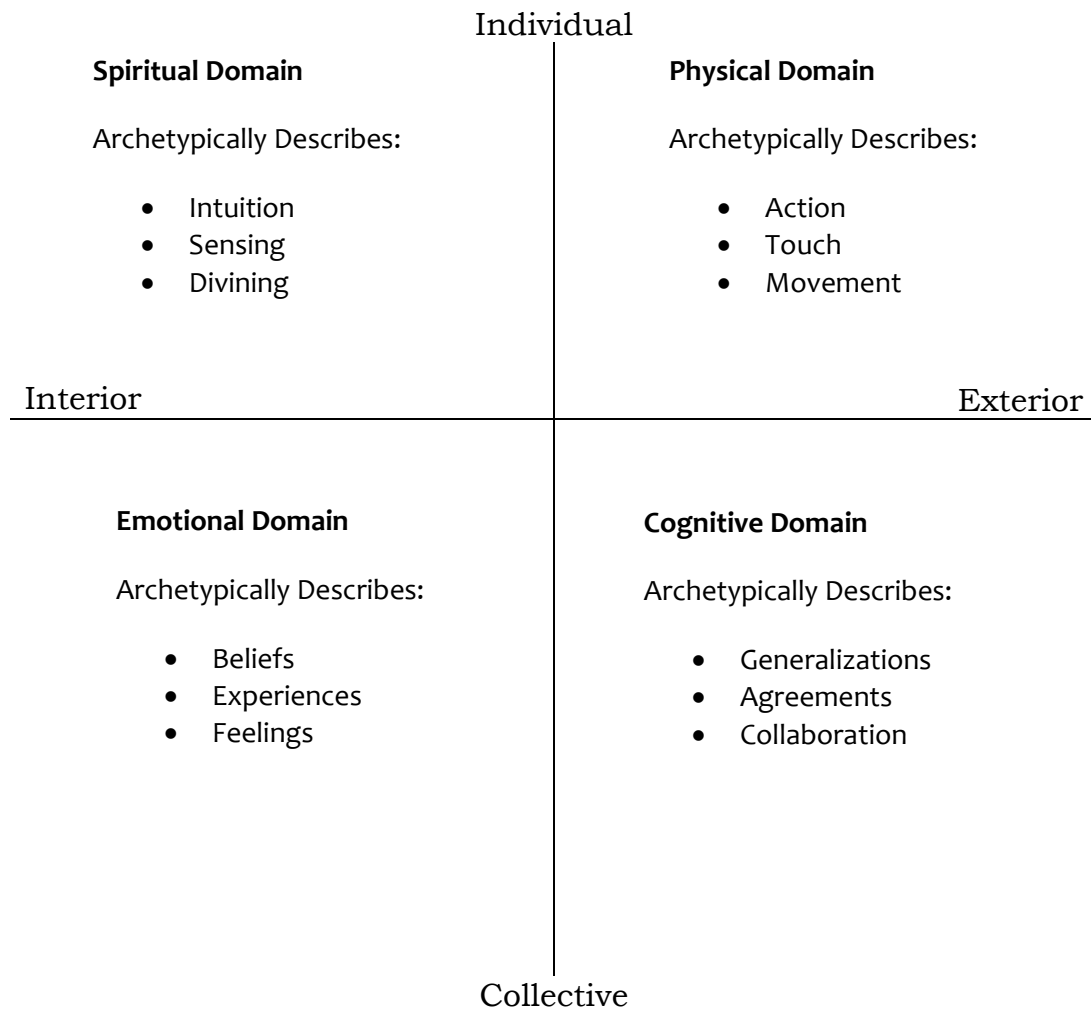 Individual
Spiritual Domain
Archetypically Describes:
• Intuition
• Sensing
• Divining
Physical Domain
Archetypically Describes:
• Action
• Touch
• Movement
Interior
Exterior
Emotional Domain
Archetypically Describes:
• Beliefs
• Experiences
• Feelings
Cognitive Domain
Archetypically Describes:
• Generalizations
• Agreements
• Collaboration
Collective